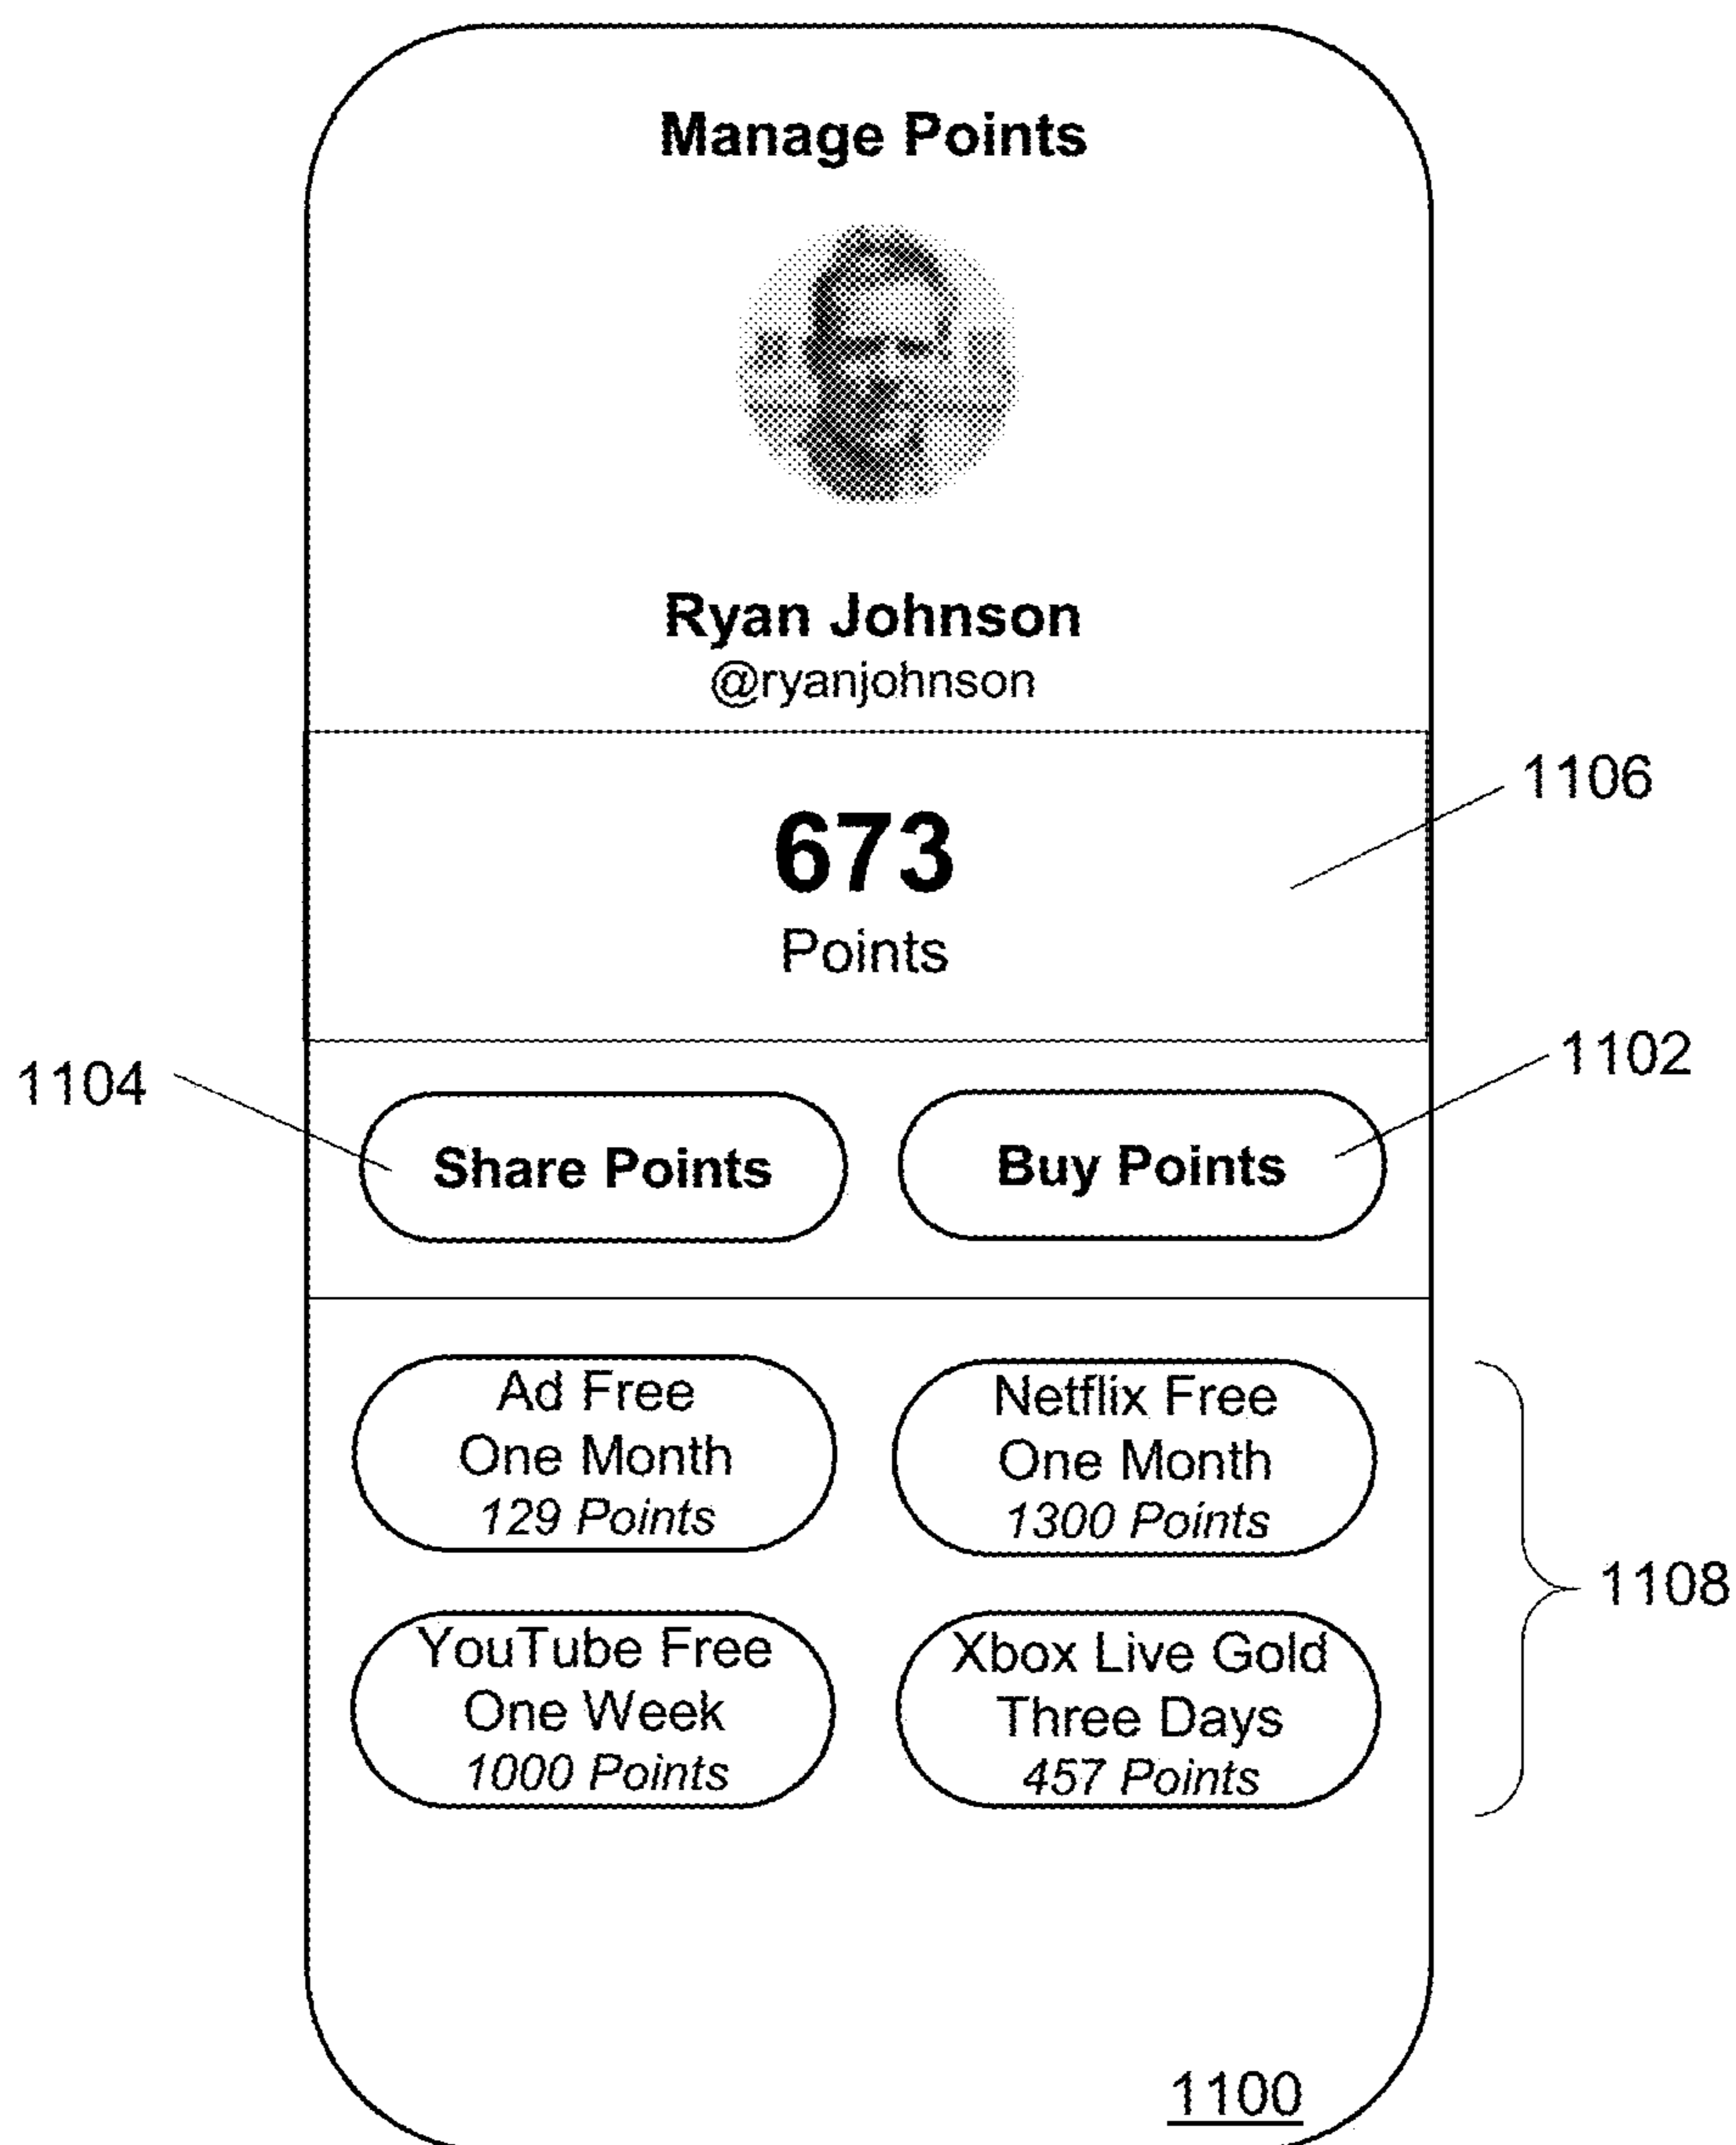 Manage Points
Ryan Johnson
@ryanjohnson
1106
673
Points
1102
1104
Share Points
Buy Points
Ad Free
One Month
129 Points
Netflix Free
One Month
1300 Points
1108
YouTube Free
One Week
1000 Points
Xbox Live Gold
Three Days
457 Points
1100